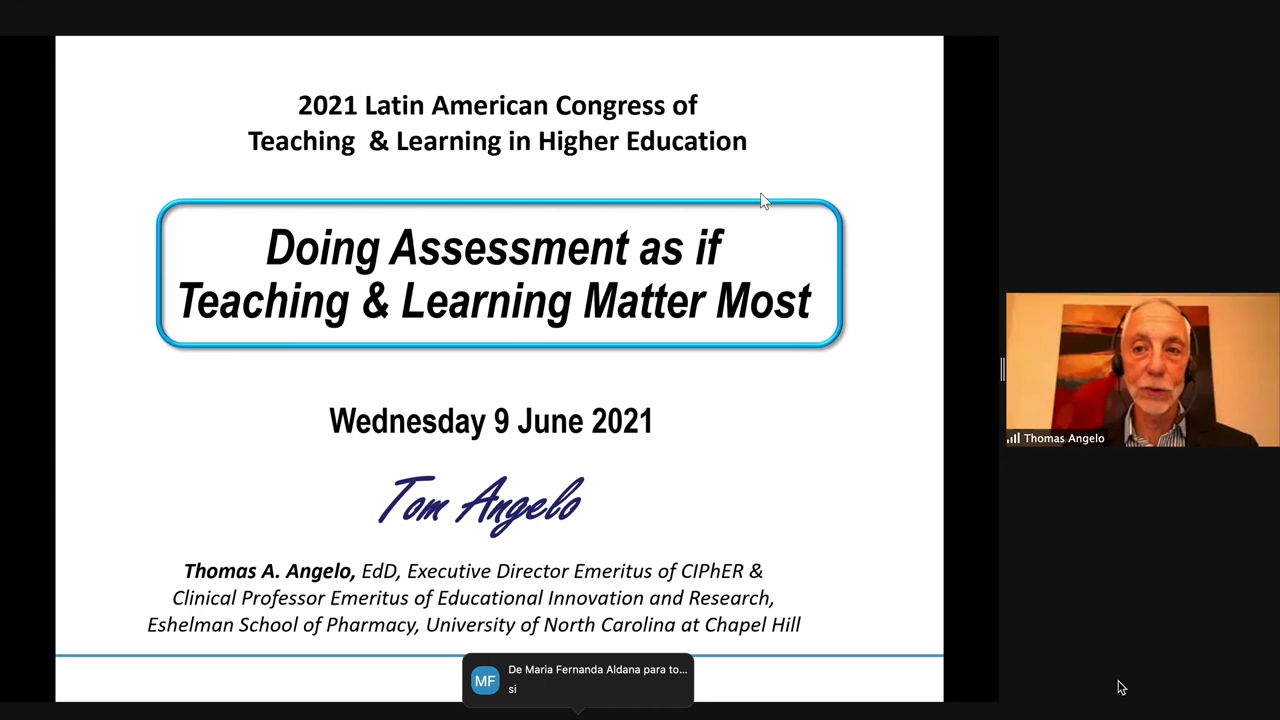 2021 Latin American Congress of
Teaching & Learning in Higher Education
Doing Assessment as if
Teaching & Learning Matter Most
Wednesday 9 June 2021
Tom Angelo
Thomas A. Angelo, EdD, Executive Director Emeritus of CIPhER &
Clinical Professor Emeritus of Educational Innovation and Research,
Eshelman School of Pharmacy, University of North Carolina at Chapel Hill
MF
De Maria Fernanda Aldana para to...
si
Thomas Angelo